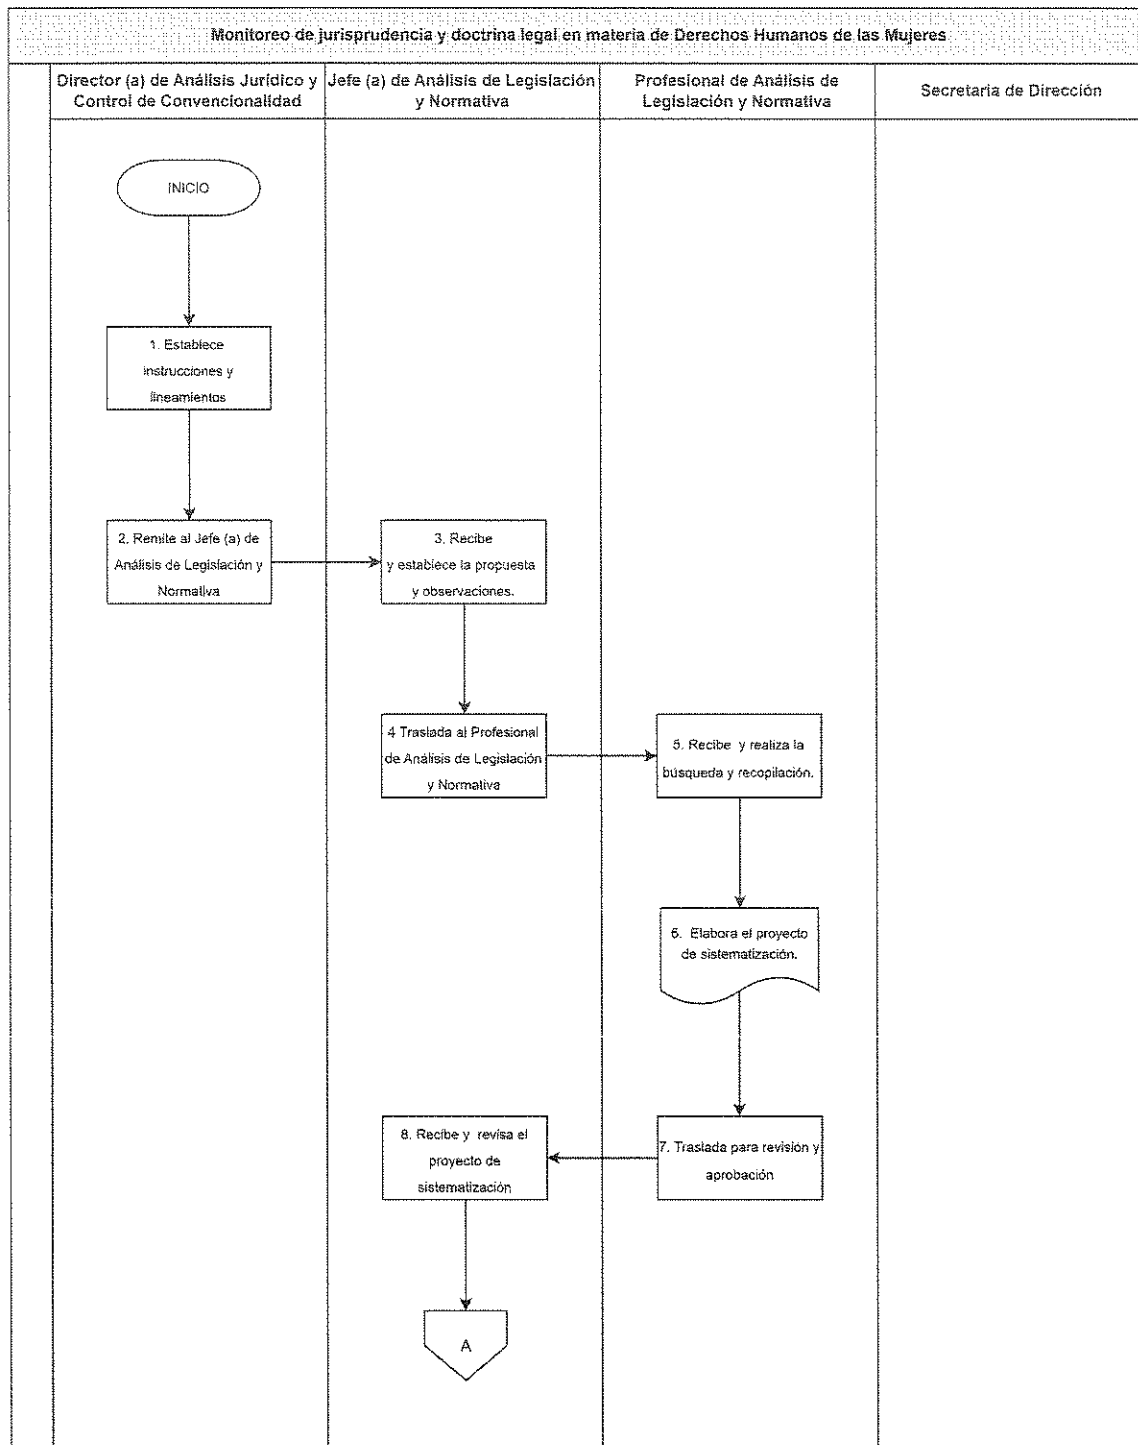 Monitoreo de jurisprudencia y doctrina legal en materia de Derechos Humanos de las Mujeres
Director (a) de Análisis Jurídico y
Control de Convencionalidad
Jefe (a) de Análisis de Legislación
y Normativa
Profesional de Análisis de
Legislación y Normativa
Secretaria de Dirección
INICIO
1. Establece
instrucciones y
lineamientos
2. Remite al Jefe (a) de
Análisis de Legislación y
Normativa
3. Recibe
y establece la propuesta
y observaciones.
4 Traslada al Profesional
de Análisis de Legislación
y Normativa
5. Recibe y realiza la
búsqueda y recopilación.
6. Elabora el proyecto
de sistematización.
7. Traslada para revisión y
aprobación
8. Recibe y revisa el
proyecto de
sistematización
A